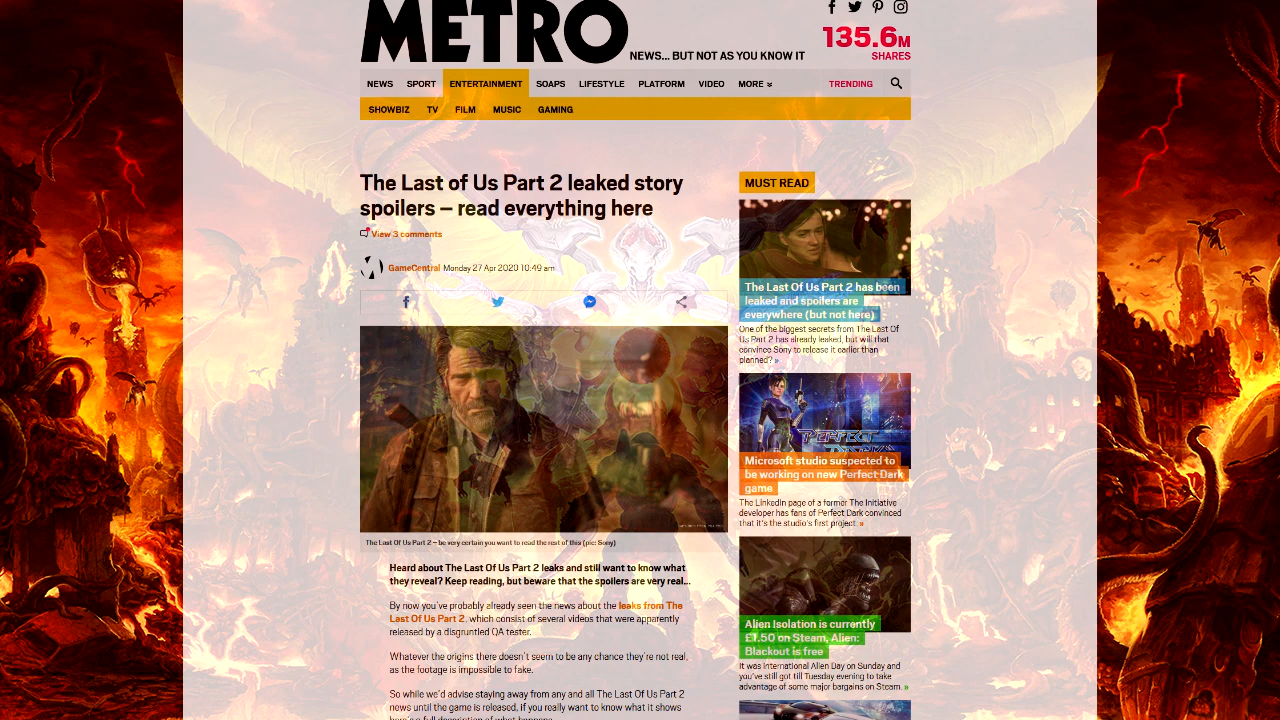 METRO
NEWS... BUT NOT AS YOU KNOW IT
135.6M
SHARES
NEWS SPORT ENTERTAINMENT SOAPS LIFESTYLE PLATFORM VIDEO MORE TRENDING
SHOWBIZ TV FILM MUSIC GAMING
The Last of Us Part 2 leaked story
spoilers – read everything here
View 3 comments
GameCentral Monday 27 Apr 2020 10:49 am
The Last Of Us Part 2 – be very certain you want to read the rest of this (pic: Sony)
Heard about The Last Of Us Part 2 leaks and still want to know what
they reveal? Keep reading, but beware that the spoilers are very real...
By now you've probably already seen the news about the leaks from The
Last Of Us Part 2, which consist of several videos that were apparently
released by a disgruntled QA tester.
Whatever the origins there doesn't seem to be any chance they're not real,
as the footage is impossible to fake.
So while we'd advise staying away from any and all The Last Of Us Part 2
news until the game is released, if you really want to know what it shows
here's a full description of what happens
MUST READ
The Last Of Us Part 2 has been
leaked and spoilers are
everywhere (but not here)
One of the biggest secrets from The Last Of
Us Part 2 has already leaked, but will that
convince Sony to release it earlier than
planned? »
PERFECT
DARK
Microsoft studio suspected to
be working on new Perfect Dark
game
The LinkedIn page of a former The Initiative
developer has fans of Perfect Dark convinced
that it's the studio's first project. »
Alien Isolation is currently
£1.50 on Steam, Alien:
Blackout is free
It was International Alien Day on Sunday and
you've still got till Tuesday evening to take
advantage of some major bargains on Steam. »